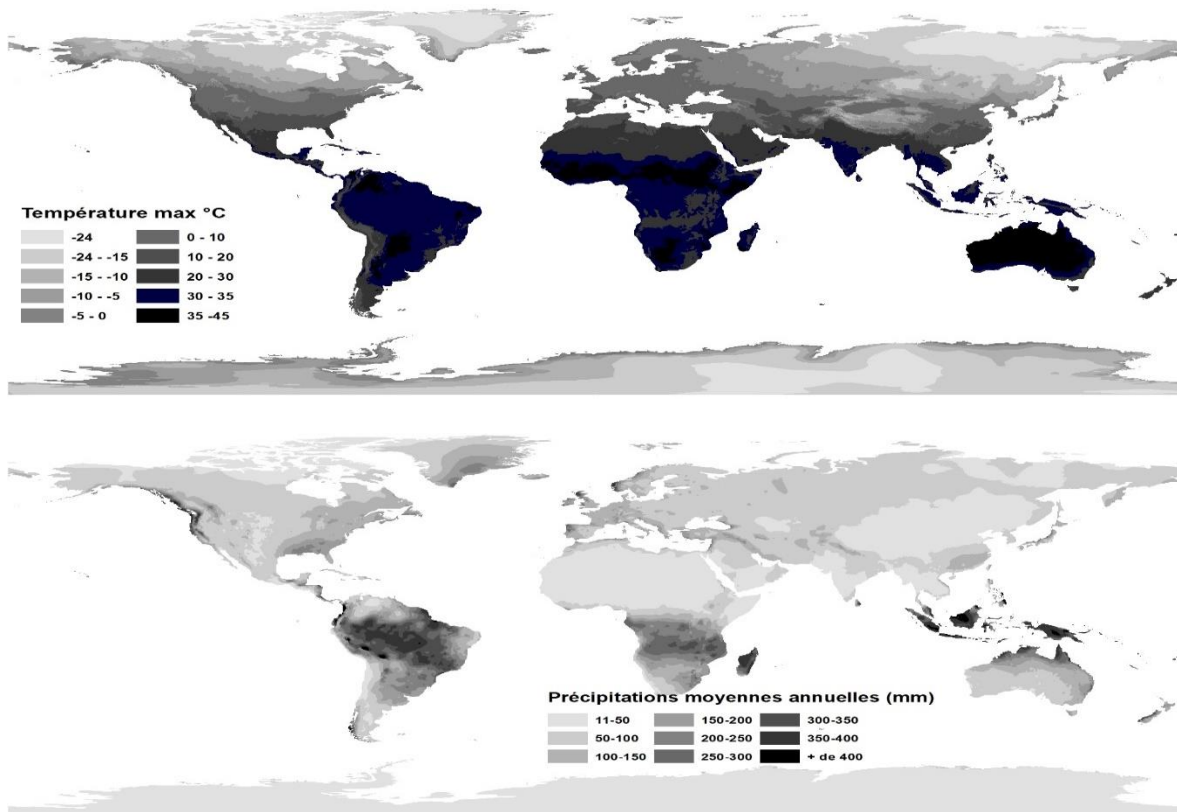 Température max °C
-24 0 - 10
-24 - -15 10 - 20
-15 - -10 20 - 30
-10 - -5 30 - 35
-5 - 0 35 -45
Précipitations moyennes annuelles (mm)
11-50 150-200 300-350
50-100 200-250 350-400
100-150 250-300 + de 400